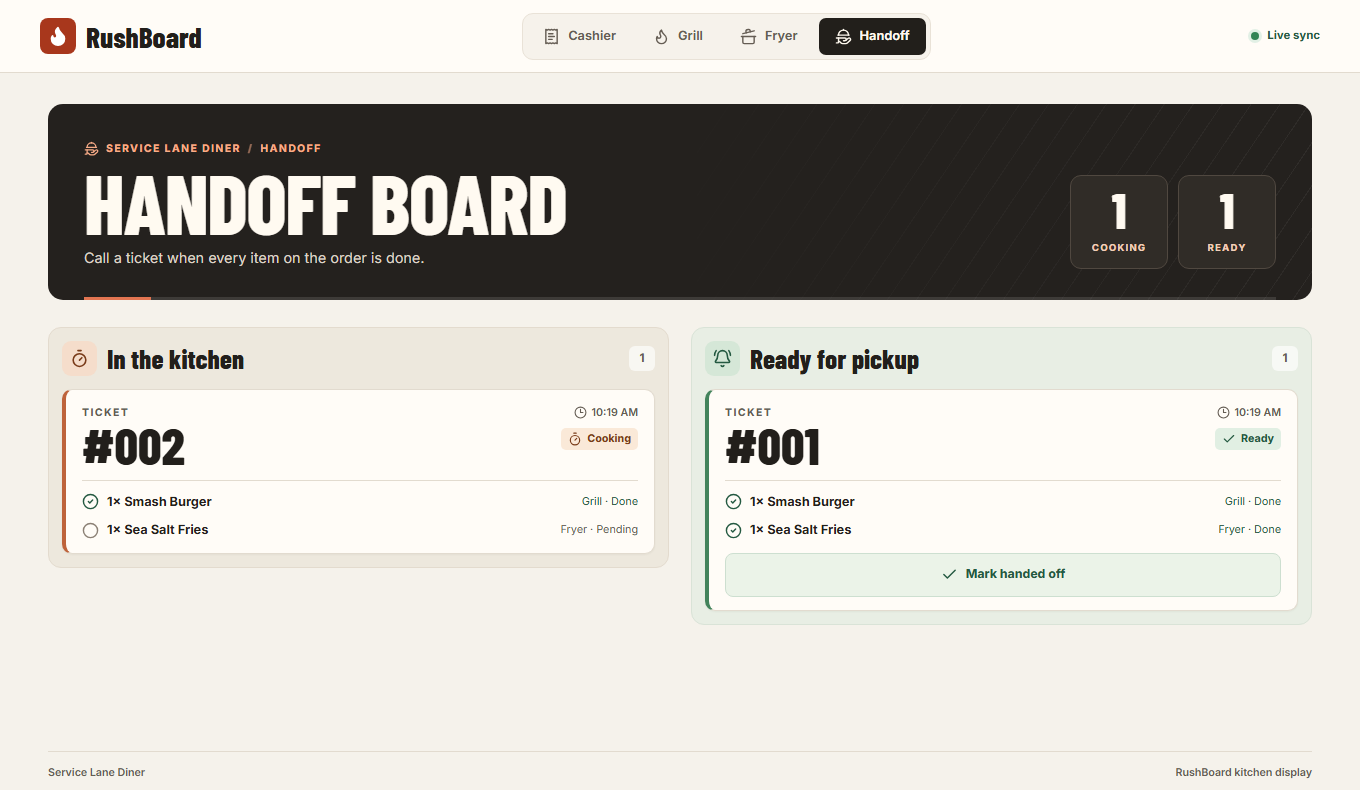 RushBoard
Cashier
Grill
Fryer
Handoff
Live sync
SERVICE LANE DINER / HANDOFF
HANDOFF BOARD
Call a ticket when every item on the order is done.
1
COOKING
1
READY
In the kitchen
1
TICKET
10:19 AM
#002
Cooking
1× Smash Burger
Grill · Done
1× Sea Salt Fries
Fryer · Pending
Ready for pickup
1
TICKET
10:19 AM
#001
Ready
1× Smash Burger
Grill · Done
1× Sea Salt Fries
Fryer · Done
Mark handed off
Service Lane Diner
RushBoard kitchen display